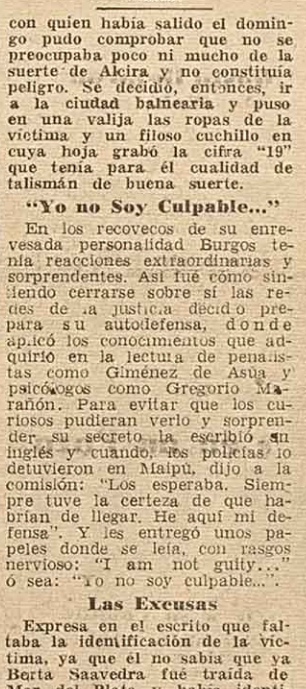 con quien había salido el domin-
go pudo comprobar que no se
preocupaba poco ni mucho de la
suerte de Alcira y no constituía
peligro. Se decidió, entonces, ir
a la ciudad balnearia y puso
en una valija las ropas de la
víctima y un filoso cuchillo en
cuya hoja grabó la cifra "19"
que tenía para él cualidad de
talismán de buena suerte.
"Yo no Soy Culpable..."
En los recovecos de su enre-
vesada personalidad Burgos te-
nía reacciones extraordinarias y
sorprendentes. Así fué cómo sin-
tiendo cerrarse sobre sí las re-
des de la justicia decidió pre-
para su autodefensa, donde
aplicó los conocimientos que ad-
quirió en la lectura de penalis-
tas como Giménez de Asúa y
psicólogos como Gregorio Ma-
rañón. Para evitar que los cu-
riosos pudieran verlo y sorpren-
der su secreto la escribió en
inglés y cuando, los policías lo
detuvieron en Maipú, dijo a la
comisión: "Los esperaba. Siem-
pre tuve la certeza de que ha-
brían de llegar. He aquí mi de-
fensa". Y les entregó unos pa-
peles donde se leía, con rasgos
nervioso: "I am not guity..."
ó sea: "Yo no soy culpable...".
Las Excusas
Expresa en el escrito que fal-
taba la identificación de la víc-
tima, ya que él no sabía que ya
Berta Saavedra fué traída de